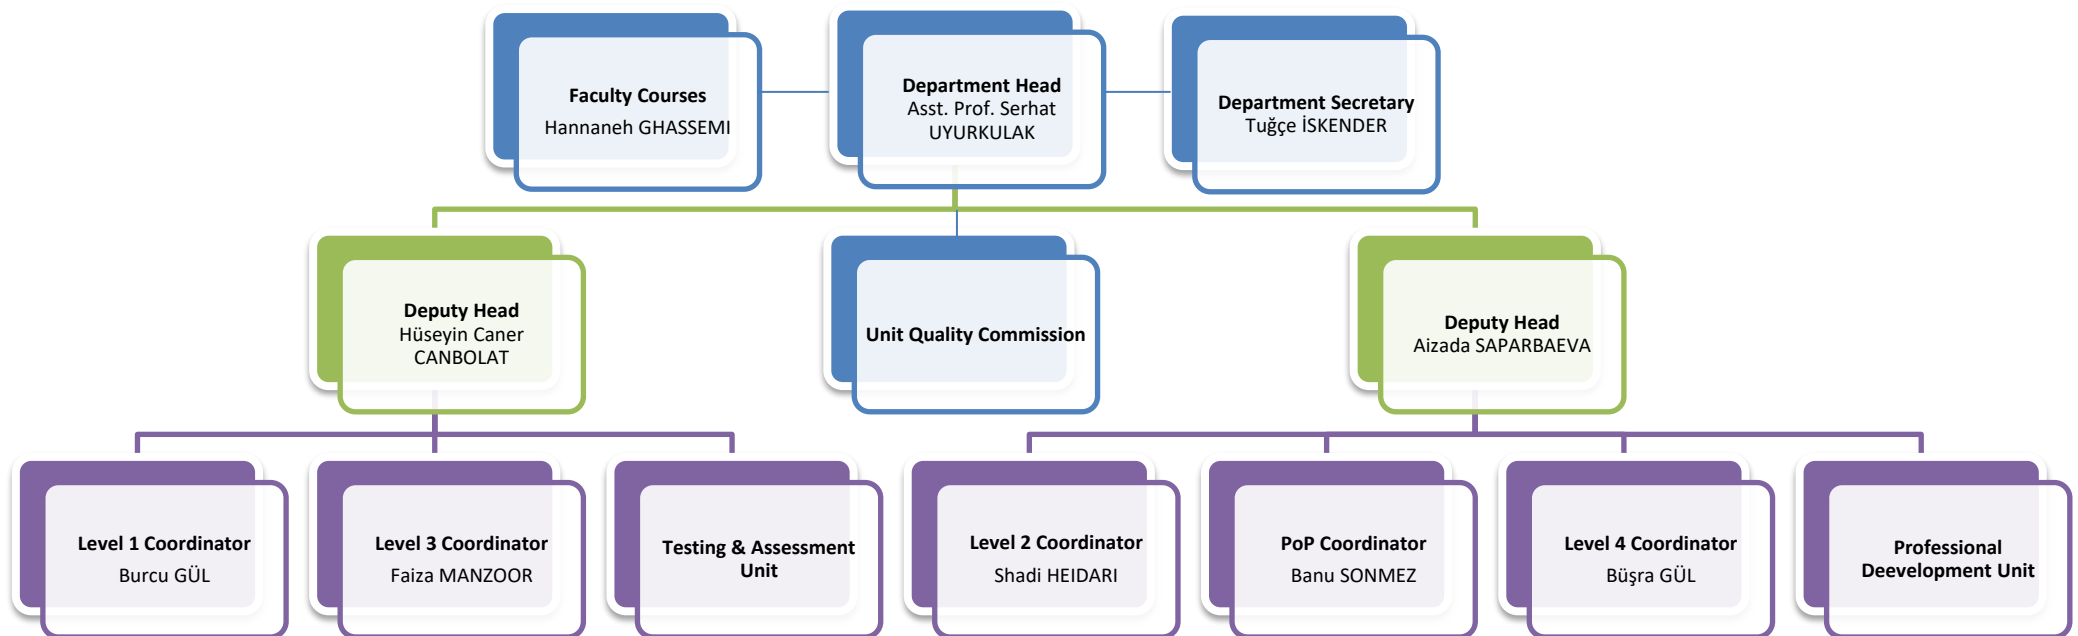 Faculty Courses
Hannaneh GHASSEMI
Department Head
Asst. Prof. Serhat
UYURKULAK
Department Secretary
Tuğçe İSKENDER
Deputy Head
Hüseyin Caner
CANBOLAT
Unit Quality Commission
Deputy Head
Aizada SAPARBAEVA
Level 1 Coordinator
Burcu GÜL
Level 3 Coordinator
Faiza MANZOOR
Testing & Assessment
Unit
Level 2 Coordinator
Shadi HEIDARI
PoP Coordinator
Banu SONMEZ
Level 4 Coordinator
Büşra GÜL
Professional
Deevelopment Unit